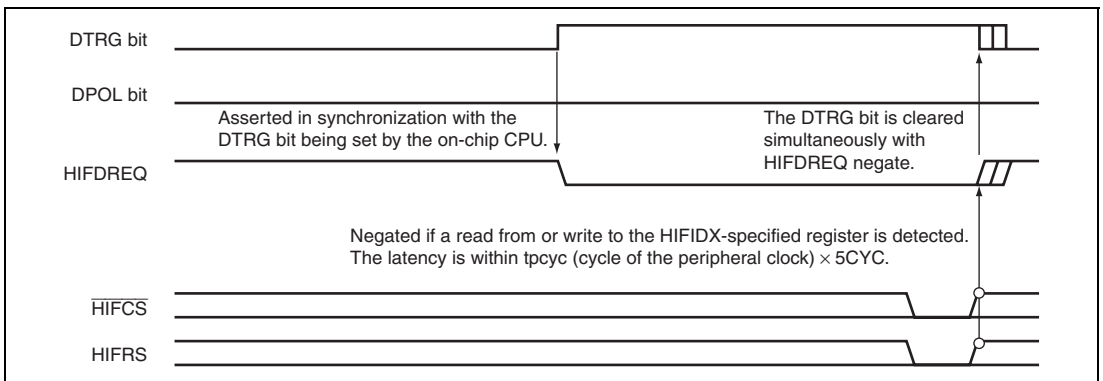 DTRG bit
DPOL bit
Asserted in synchronization with the
DTRG bit being set by the on-chip CPU.
The DTRG bit is cleared
simultaneously with
HIFDREQ negate.
HIFDREQ
Negated if a read from or write to the HIFIDX-specified register is detected.
The latency is within tpcyc (cycle of the peripheral clock) × 5CYC.
HIFCS
HIFRS